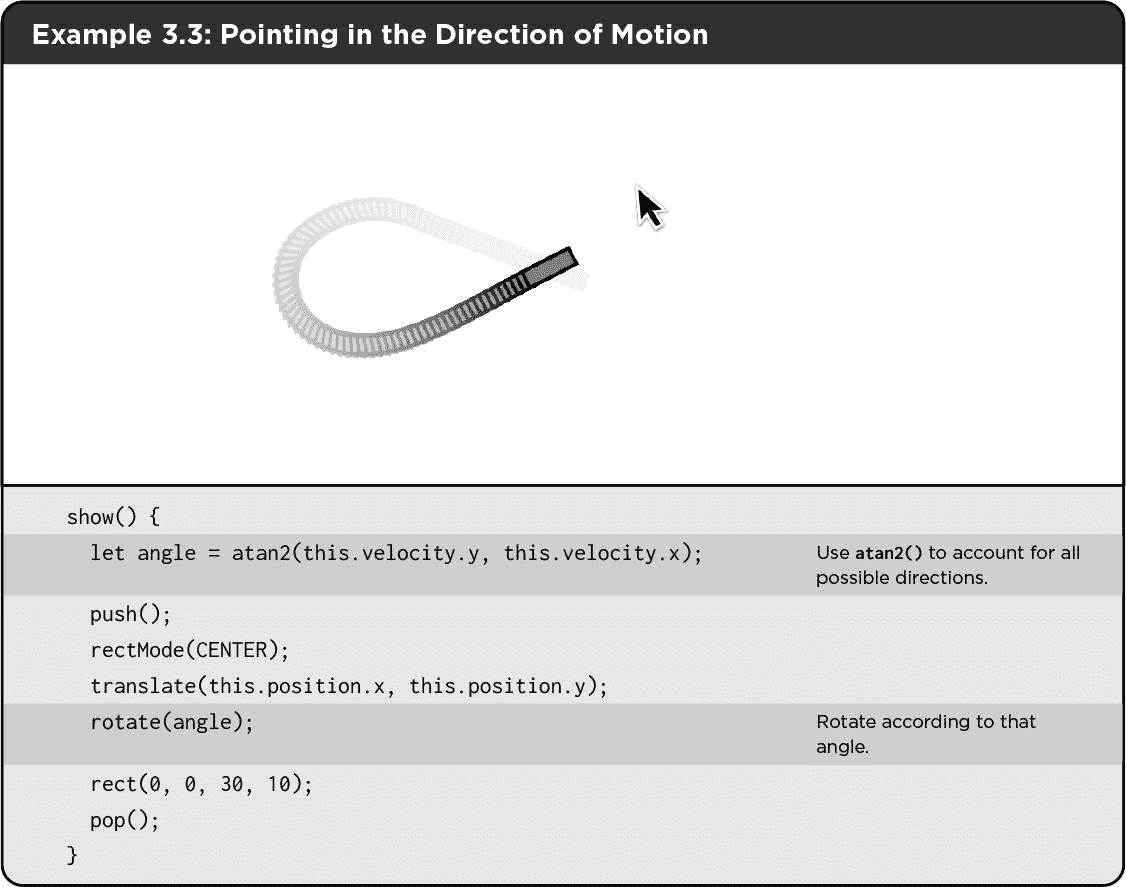 Example 3.3: Pointing in the Direction of Motion
show() {
let angle = atan2(this.velocity.y, this.velocity.x);
Use atan2() to account for all
possible directions.
push();
rectMode(CENTER);
translate(this.position.x, this.position.y);
rotate(angle);
Rotate according to that
angle.
rect(0, 0, 30, 10);
pop();
}